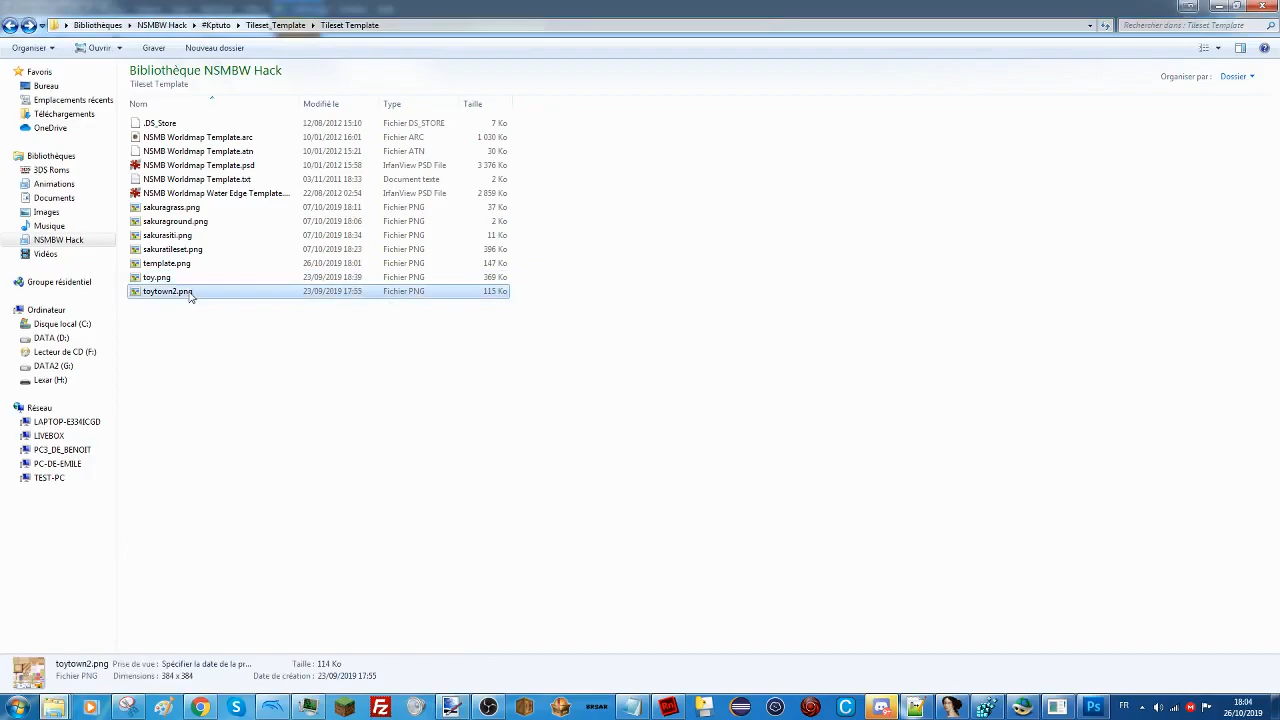 Bibliothèques ▸ NSMBW Hack ▸ #Kptuto ▸ Tileset_Template ▸ Tileset Template
Rechercher dans : Tileset Template
Organiser Ouvrir Graver Nouveau dossier
Bibliothèque NSMBW Hack
Tileset Template
Organiser par : Dossier
Nom Modifié le Type Taille
.DS_Store 12/08/2012 15:10 Fichier DS_STORE 7 Ko
NSMB Worldmap Template.arc 10/01/2012 16:01 Fichier ARC 1 030 Ko
NSMB Worldmap Template.atn 10/01/2012 15:21 Fichier ATN 30 Ko
NSMB Worldmap Template.psd 10/01/2012 15:58 IrfanView PSD File 3 376 Ko
NSMB Worldmap Template.txt 03/11/2011 18:33 Document texte 1 Ko
NSMB Worldmap Water Edge Template.... 22/08/2012 02:54 IrfanView PSD File 2 859 Ko
sakuragrass.png 07/10/2019 18:11 Fichier PNG 37 Ko
sakuraground.png 07/10/2019 18:06 Fichier PNG 2 Ko
sakurasiti.png 07/10/2019 18:34 Fichier PNG 11 Ko
sakuratileset.png 07/10/2019 18:23 Fichier PNG 396 Ko
template.png 26/10/2019 18:01 Fichier PNG 147 Ko
toy.png 23/09/2019 18:39 Fichier PNG 369 Ko
toytown2.png 23/09/2019 17:55 Fichier PNG 115 Ko
Favoris
Bureau
Emplacements récents
Téléchargements
OneDrive
Bibliothèques
3DS Roms
Animations
Documents
Images
Musique
NSMBW Hack
Vidéos
Groupe résidentiel
Ordinateur
Disque local (C:)
DATA (D:)
Lecteur de CD (F:)
DATA2 (G:)
Lexar (H:)
Réseau
LAPTOP-E334ICGD
LIVEBOX
PC3_DE_BENOIT
PC-DE-EMILE
TEST-PC
toytown2.png Prise de vue : Spécifier la date de la pr... Taille : 114 Ko
Fichier PNG Dimensions : 384 x 384 Date de création : 23/09/2019 17:55
BRSAR
FR
18:04
26/10/2019